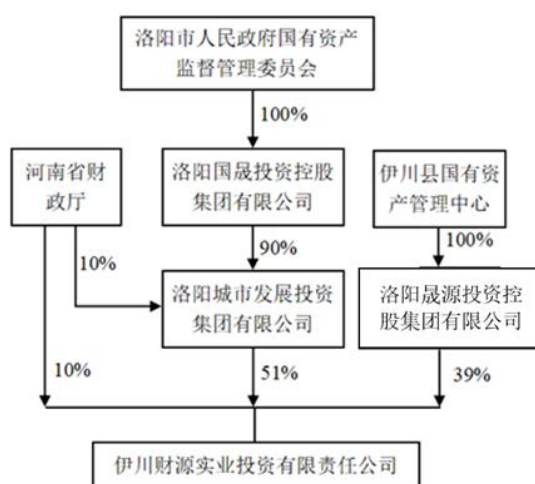 洛阳市人民政府国有资产
监督管理委员会
100%
河南省财
政厅
洛阳国晟投资控股
集团有限公司
伊川县国有资
产管理中心
10%
90%
100%
洛阳城市发展投资
集团有限公司
洛阳晟源投资控
股集团有限公司
10%
51%
39%
伊川财源实业投资有限责任公司